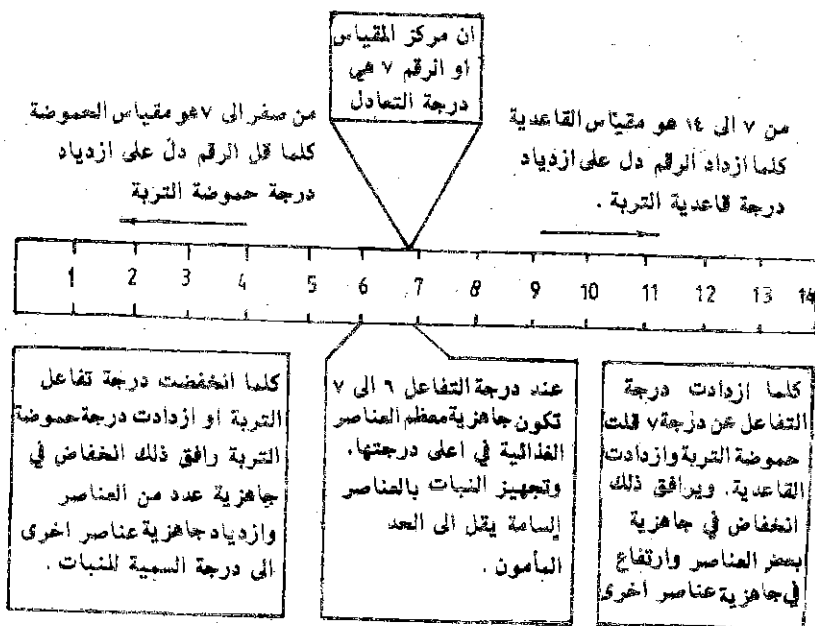 ان مركز المقياس
او الرقم ٧ هي
درجة التعادل
من ٧ الى ١٤ هو مقياس القاعدية
كلما ازداد الرقم دل على ازدياد
درجة قاعدية التربة .
من صفر الى ٧ هو مقياس الحموضة
كلما قل الرقم دلّ على ازدياد
درجة حموضة التربة
1 2 3 4 5 6 7 8 9 10 11 12 13 14
كلما ازدادت درجة
التفاعل عن درجة ٧ قلت
حموضة التربة وازدادت
القاعدية. ويرافق ذلك
انخفاض في جاهزية
بعض العناصر وارتفاع
في جاهزية عناصر اخرى
عند درجة التفاعل ٦ الى ٧
تكون جاهزية معظم العناصر
الغذائية في اعلى درجتها.
وتجهيز النبات بالعناصر
السامة يقل الى الحد
المأمون .
كلما انخفضت درجة تفاعل
التربة او ازدادت درجة حموضة
التربة رافق ذلك انخفاض في
جاهزية عدد من العناصر
وازدياد جاهزية عناصر اخرى
الى درجة السمية للنبات .